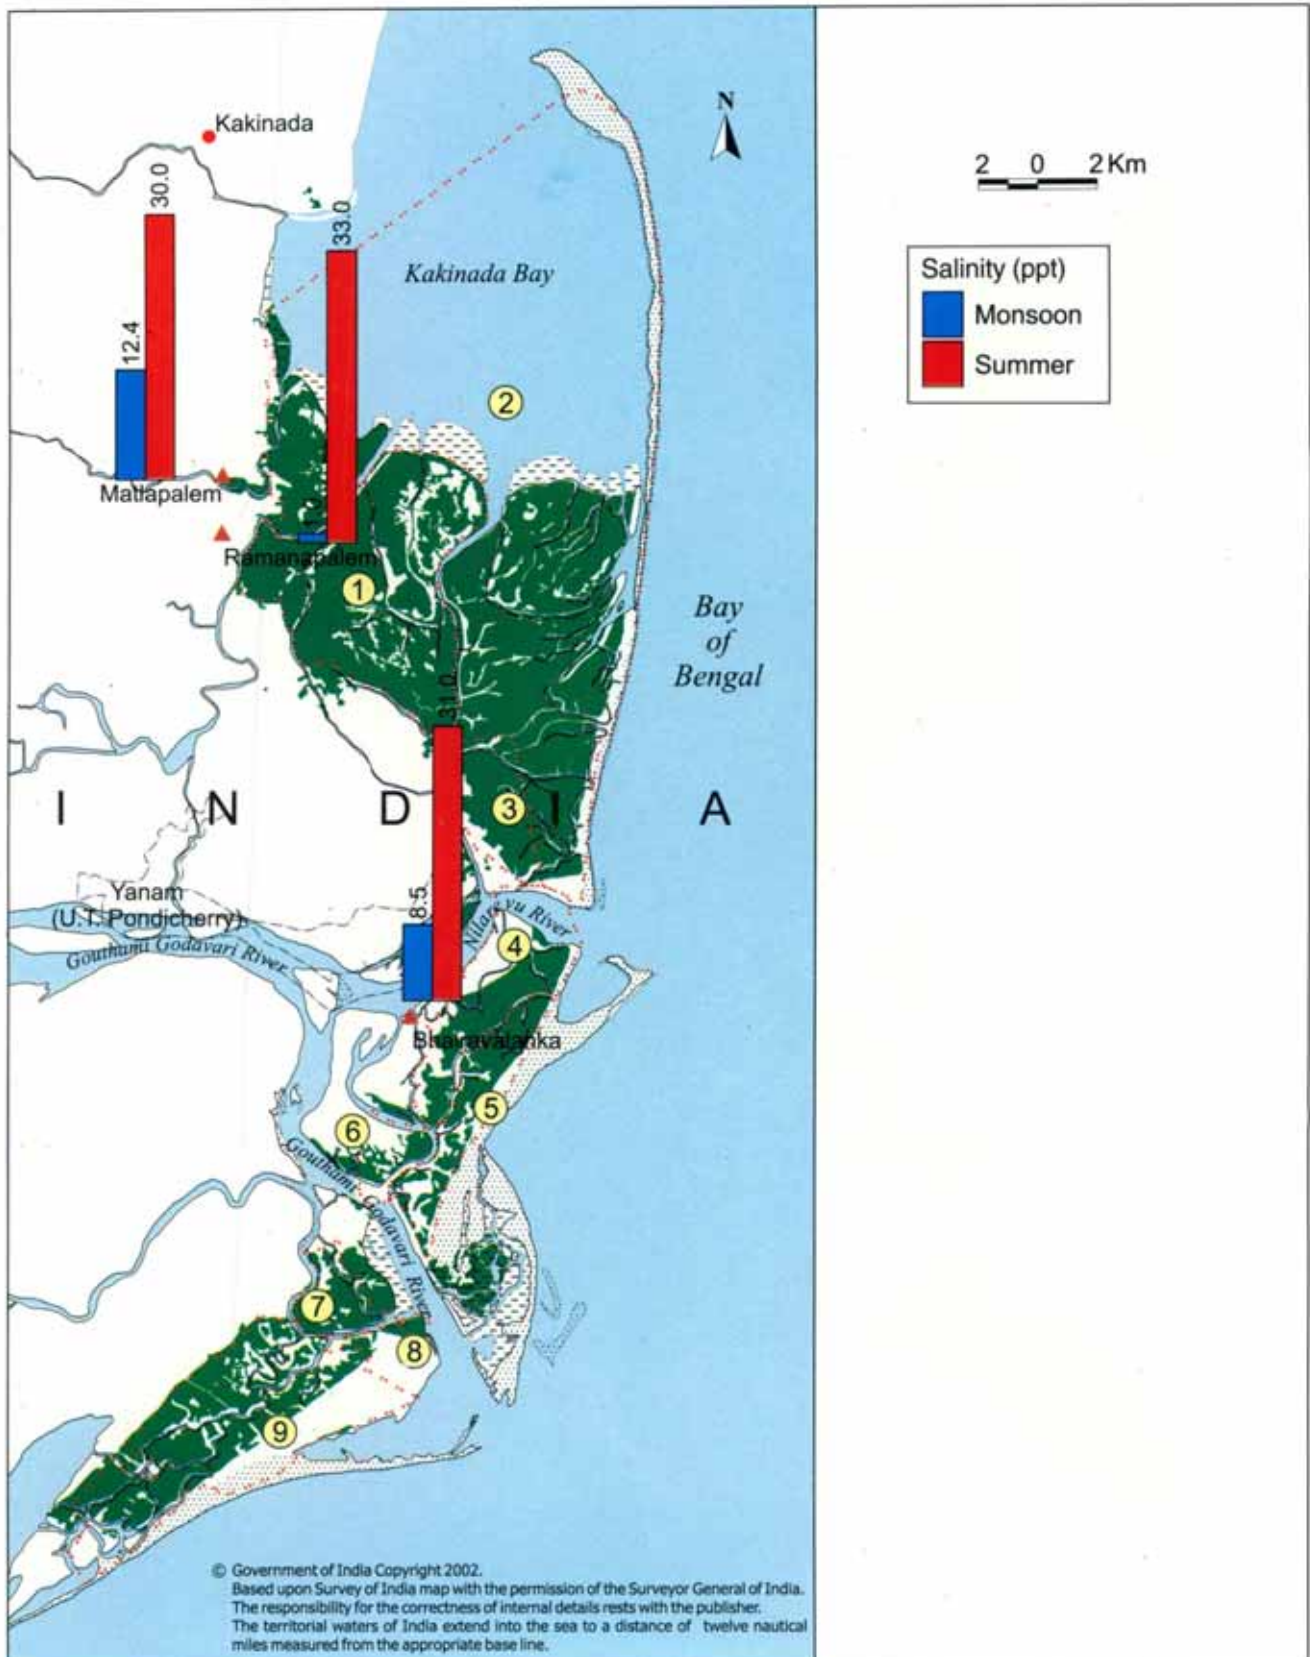 N
Kakinada
2 0 2 Km
30.0
33.0
Kakinada Bay
Salinity (ppt)
Monsoon
Summer
12.4
2
Matlapalem
Ramanapalem
1
Bay
of
Bengal
31.0
I N D I A
3
Yanam
(U.T. Pondicherry)
8.5
Gouthami Godavari River
Nilarevu River
4
Bhairavalanka
5
6
Gouthami Godavari River
7
8
9
© Government of India Copyright 2002.
Based upon Survey of India map with the permission of the Surveyor General of India.
The responsibility for the correctness of internal details rests with the publisher.
The territorial waters of India extend into the sea to a distance of twelve nautical
miles measured from the appropriate base line.